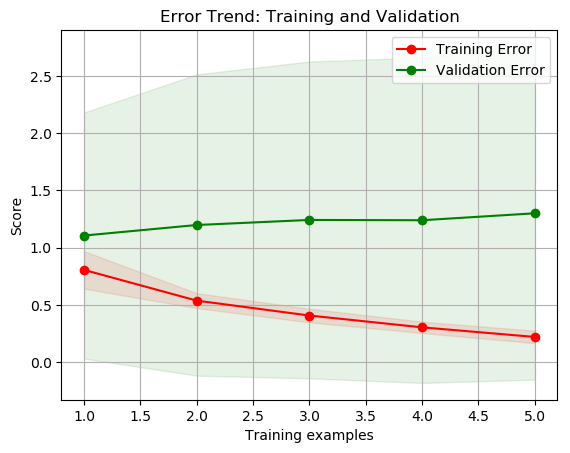 Error Trend: Training and Validation
Training Error
Validation Error
2.5
2.0
1.5
1.0
0.5
0.0
Score
1.0 1.5 2.0 2.5 3.0 3.5 4.0 4.5 5.0
Training examples